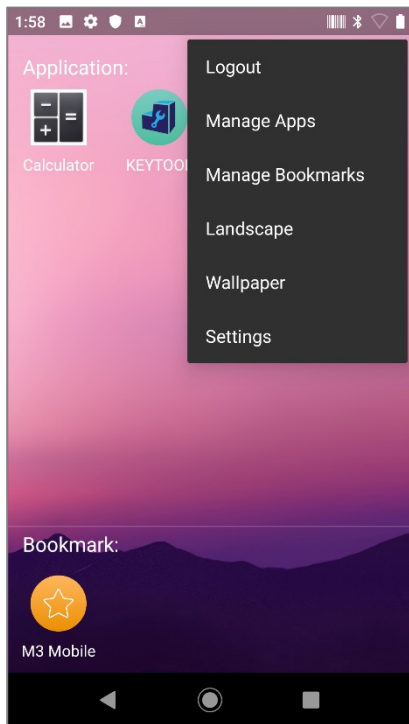 1:58
A
Application:
Logout
Manage Apps
Manage Bookmarks
Landscape
Wallpaper
Settings
Calculator
KEYTOO
Bookmark:
M3 Mobile